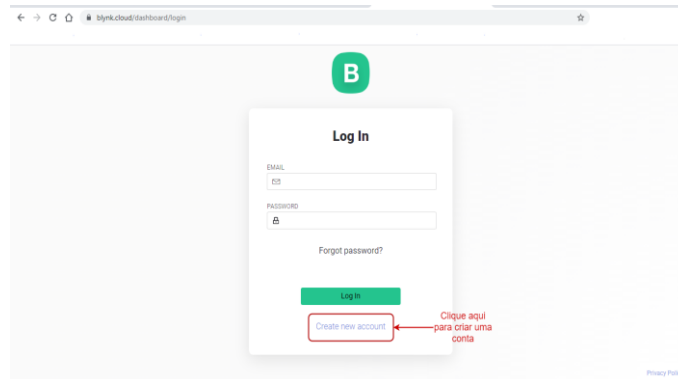 blynk.cloud/dashboard/login
B
Log In
EMAIL
PASSWORD
Forgot password?
Log In
Create new account
Clique aqui
para criar uma
conta
Privacy Poli